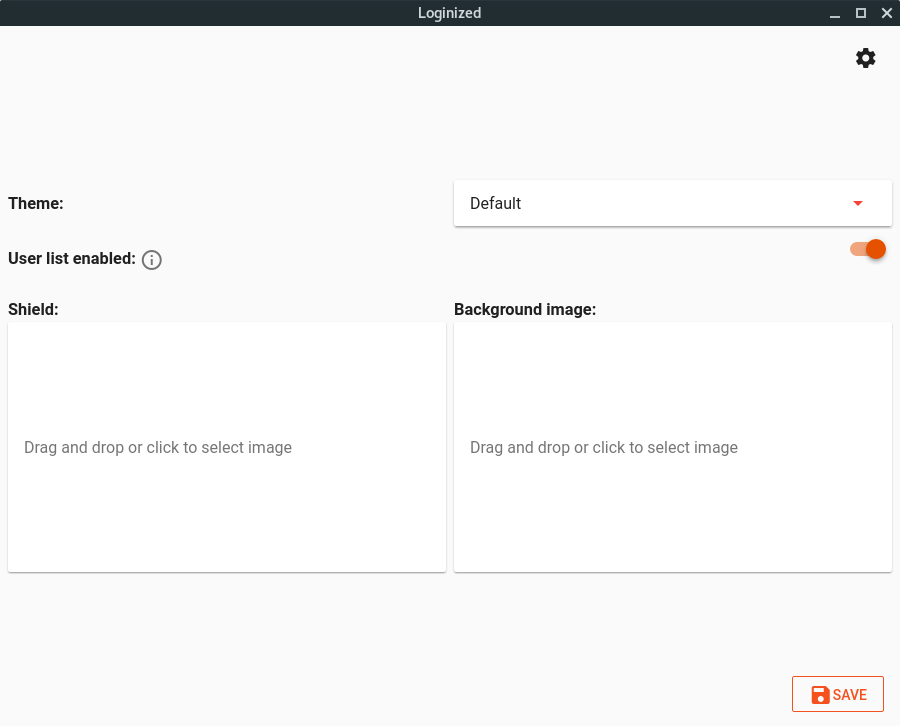 Loginized
Theme:
Default
User list enabled:
Shield:
Background image:
Drag and drop or click to select image
Drag and drop or click to select image
SAVE